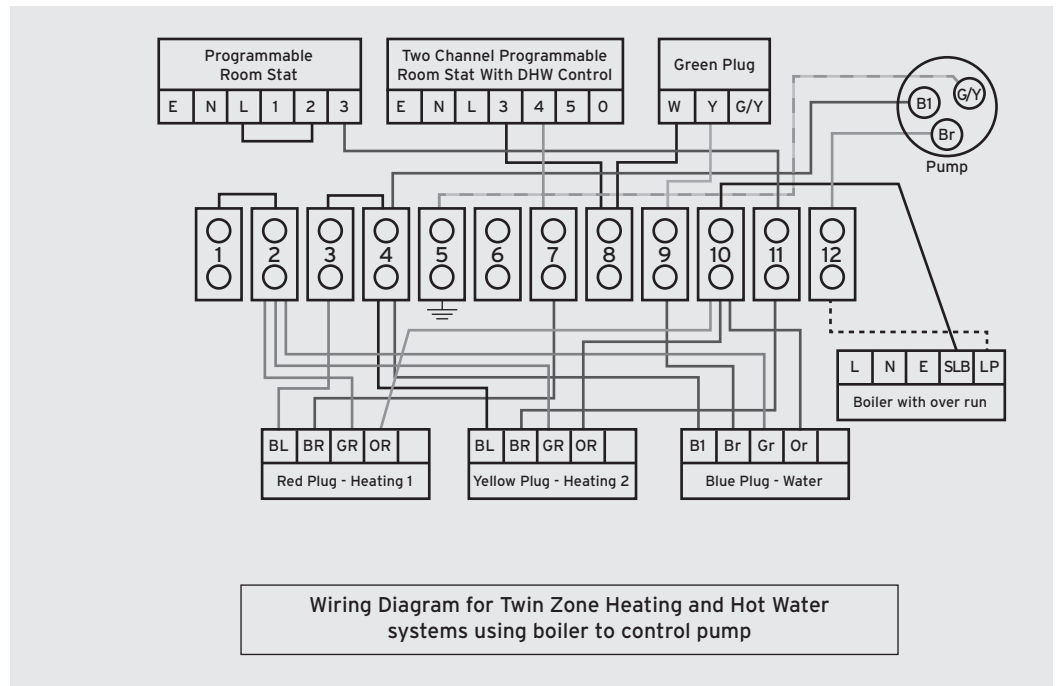 Programmable
Room Stat
E N L 1 2 3
Two Channel Programmable
Room Stat With DHW Control
E N L 3 4 5 0
Green Plug
W Y G/Y
G/Y
B1
Br
Pump
1 2 3 4 5 6 7 8 9 10 11 12
L N E SLB LP
Boiler with over run
BL BR GR OR
Red Plug - Heating 1
BL BR GR OR
Yellow Plug - Heating 2
B1 Br Gr Or
Blue Plug - Water
Wiring Diagram for Twin Zone Heating and Hot Water
systems using boiler to control pump